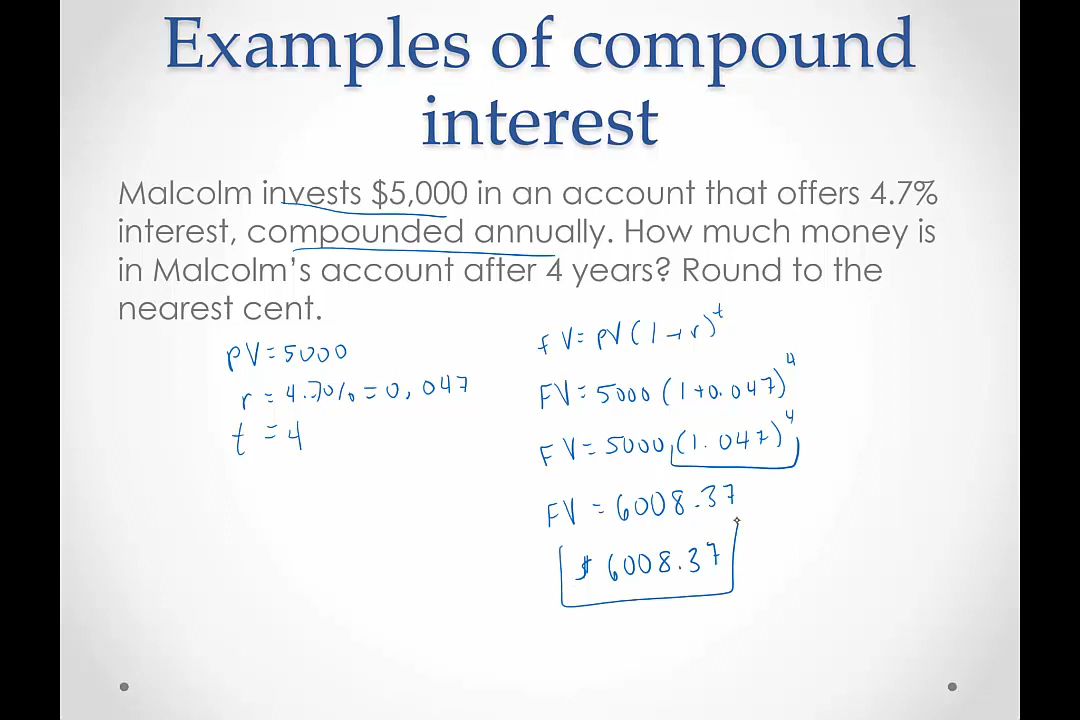 Examples of compound
interest
Malcolm invests $5,000 in an account that offers 4.7%
interest, compounded annually. How much money is
in Malcolm’s account after 4 years? Round to the
nearest cent.
PV = 5000
r = 4.70% = 0.047
t = 4
FV = PV(1+r)^t
FV = 5000(1+0.047)^4
FV = 5000(1.047)^4
FV = 6008.37
$6008.37